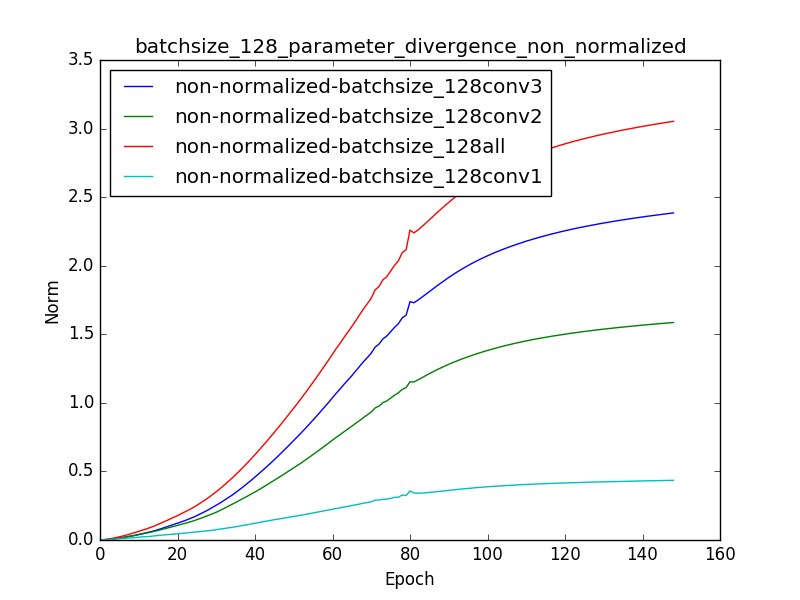 batchsize_128_parameter_divergence_non_normalized
3.5
3.0
2.5
2.0
1.5
1.0
0.5
0.0
Norm
non-normalized-batchsize_128conv3
non-normalized-batchsize_128conv2
non-normalized-batchsize_128all
non-normalized-batchsize_128conv1
0 20 40 60 80 100 120 140 160
Epoch